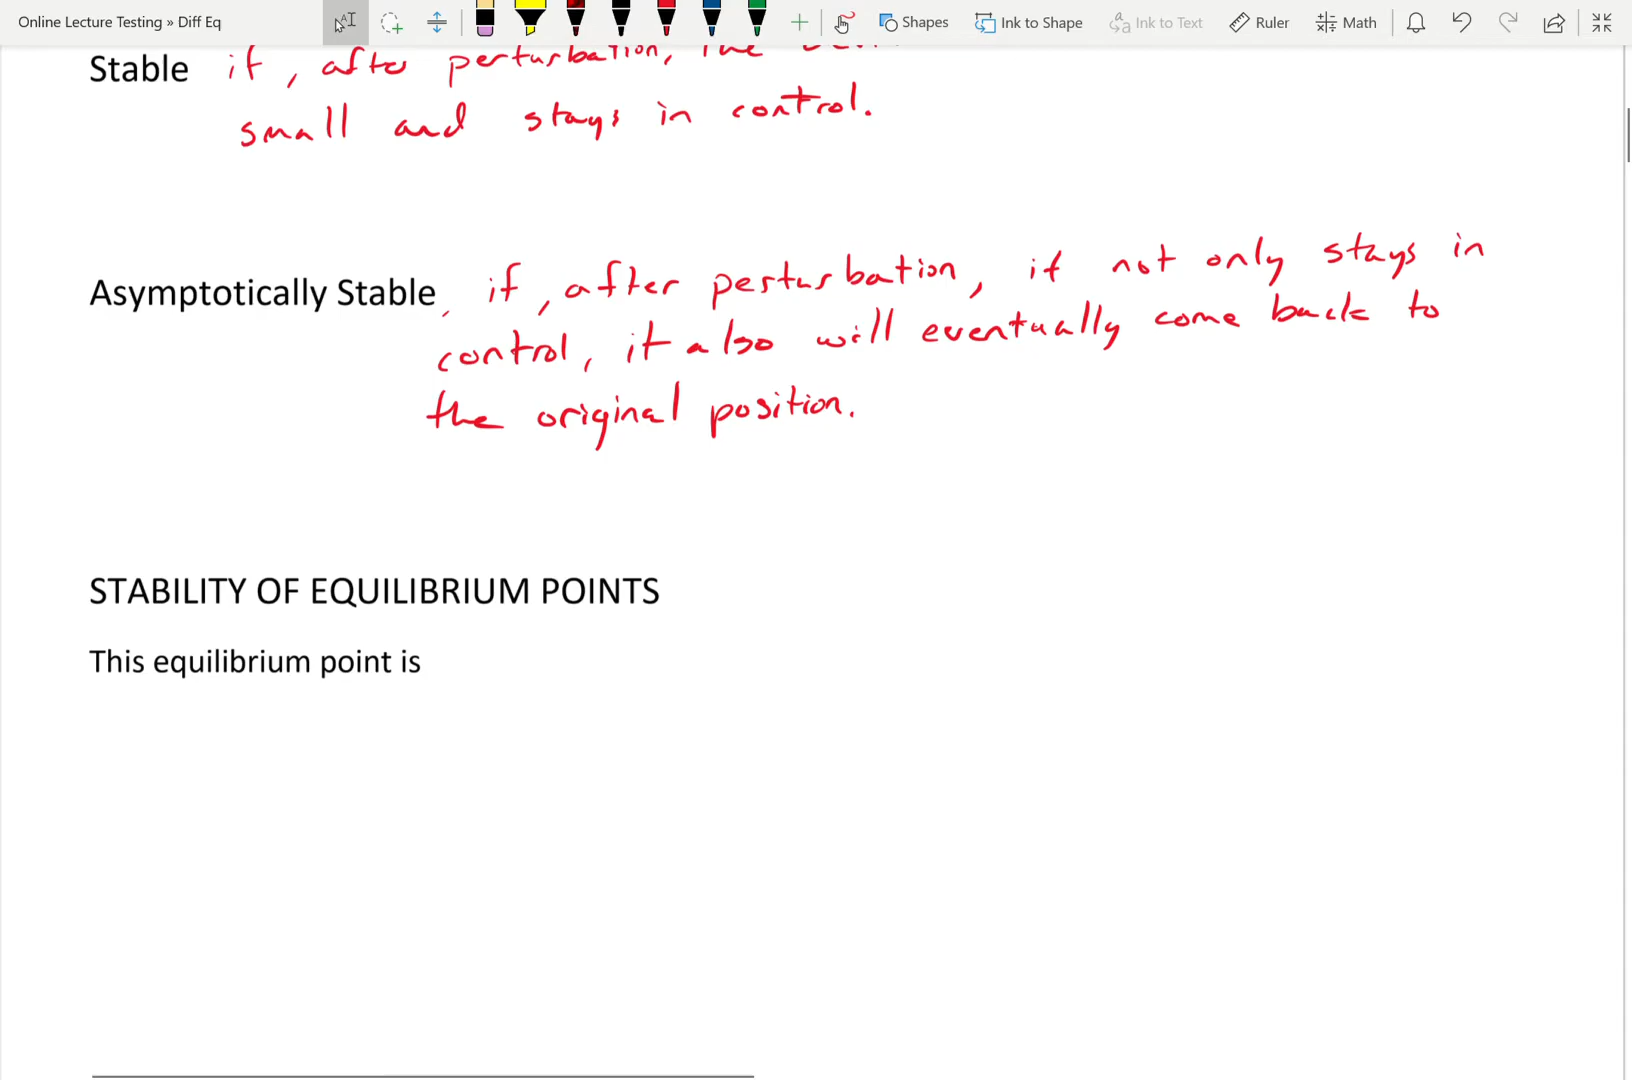 Online Lecture Testing » Diff Eq
Shapes
Ink to Shape
Ink to Text
Ruler
Math
Stable if, after perturbation, the
small and stays in control.
Asymptotically Stable, if, after perturbation, it not only stays in
control, it also will eventually come back to
the original position.
STABILITY OF EQUILIBRIUM POINTS
This equilibrium point is